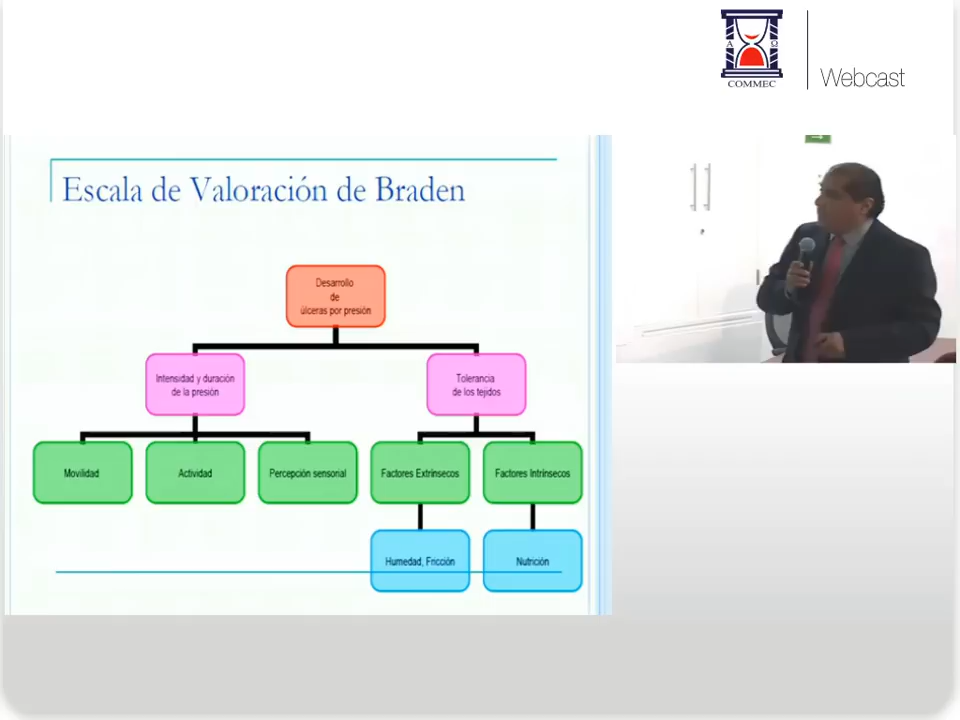 A Ω
COMMEC
Webcast
Escala de Valoración de Braden
Desarrollo
de
úlceras por presión
Intensidad y duración
de la presión
Tolerancia
de los tejidos
Movilidad
Actividad
Percepción sensorial
Factores Extrínsecos
Factores Intrínsecos
Humedad, Fricción
Nutrición